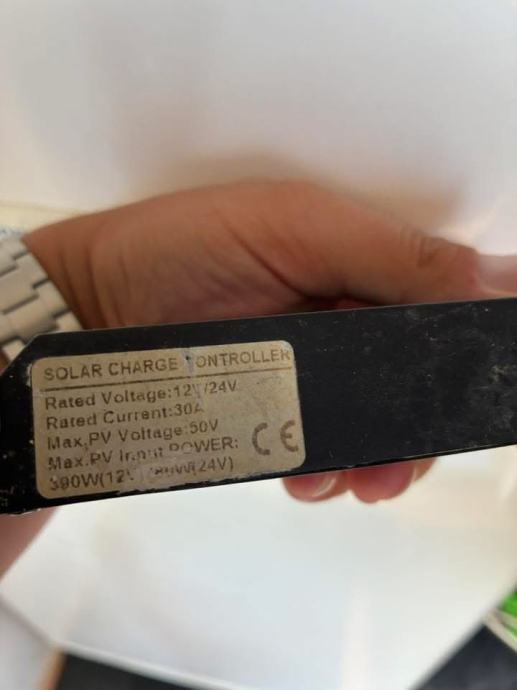 SOLAR CHARGE CONTROLLER
Rated Voltage:12V/24V
Rated Current:30A
Max.PV Voltage:50V
Max.PV Input POWER:
390W(12V)
CE